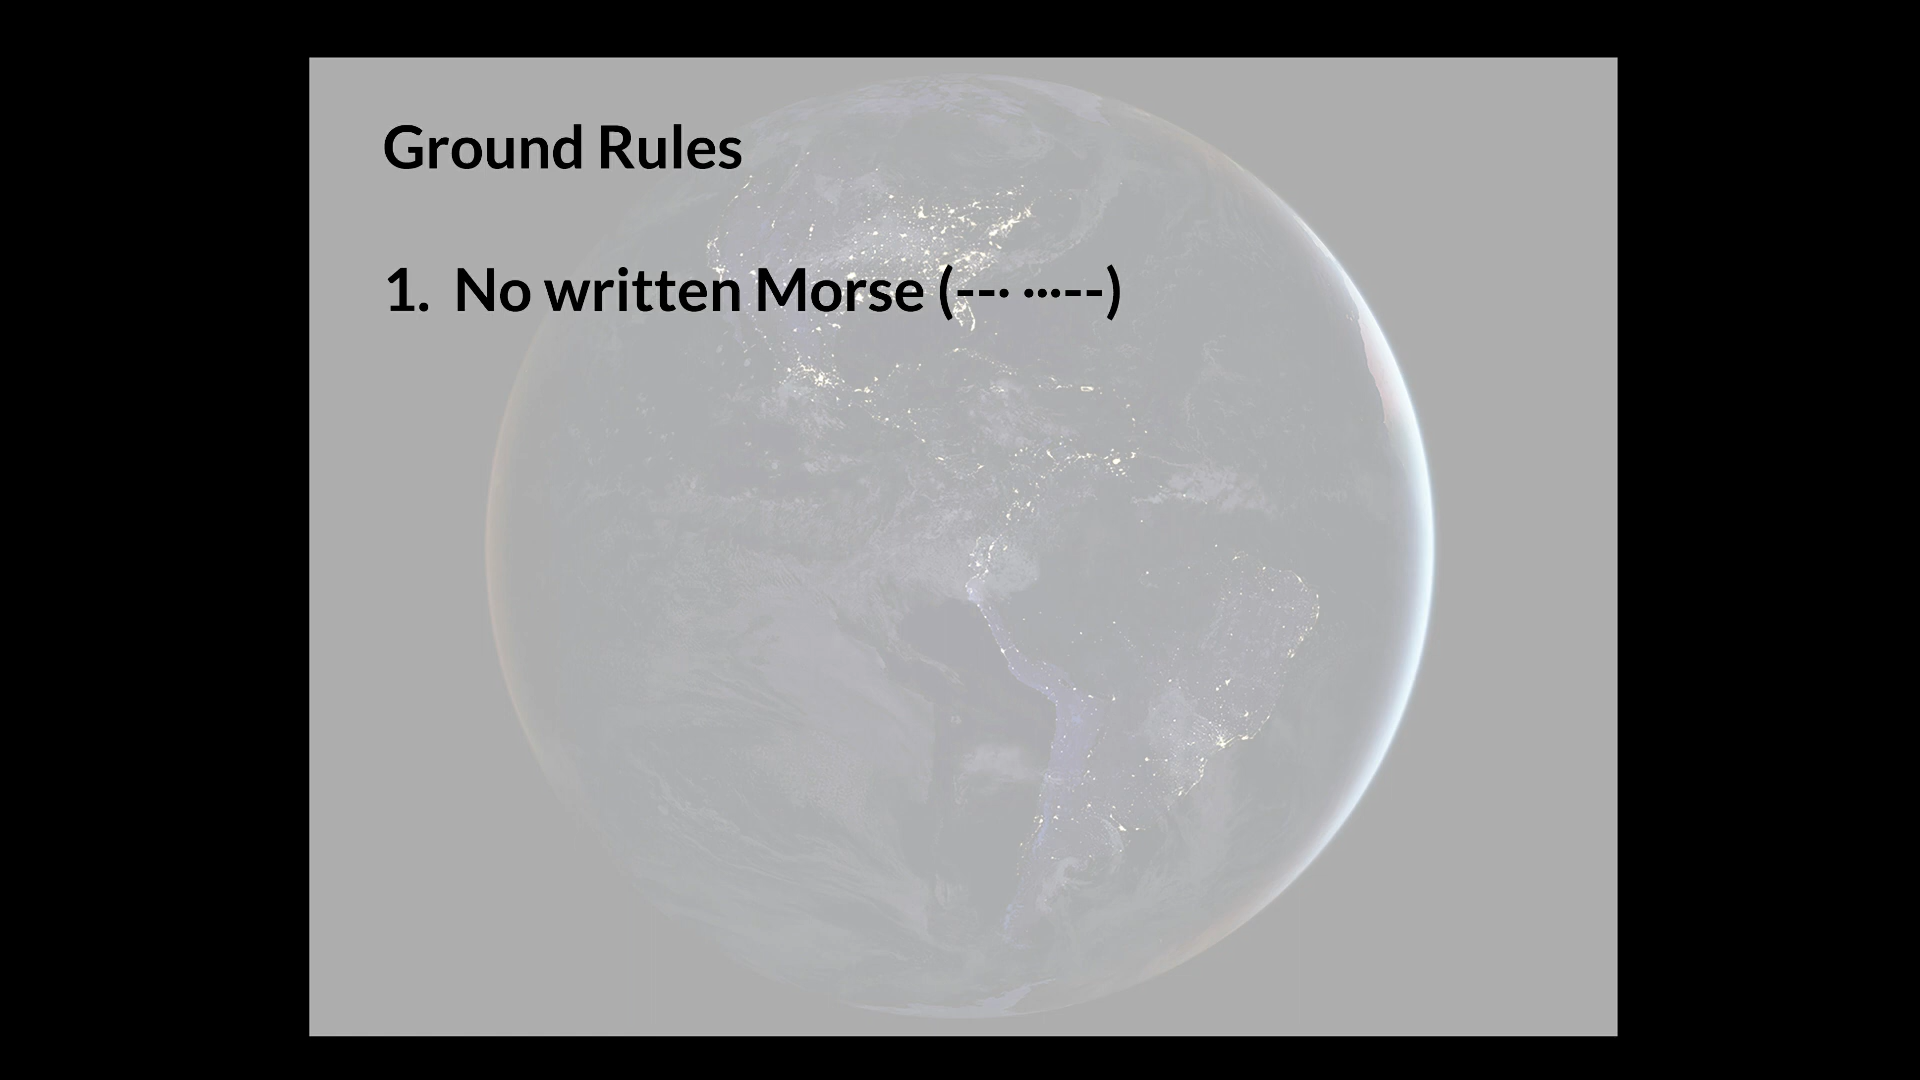 Ground Rules
1. No written Morse (--· ···--)